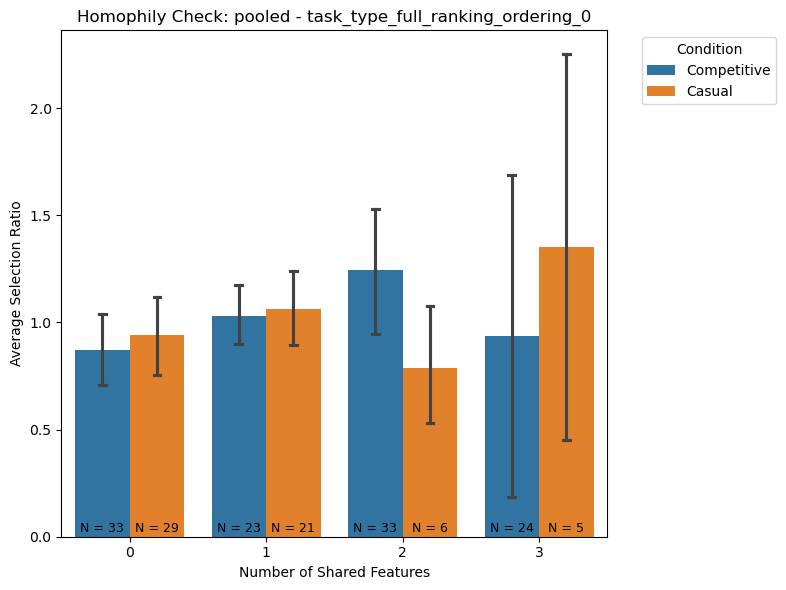 Homophily Check: pooled - task_type_full_ranking_ordering_0
Condition
Competitive
Casual
Average Selection Ratio
2.0
1.5
1.0
0.5
0.0
N = 33
N = 29
N = 23
N = 21
N = 33
N = 6
N = 24
N = 5
0
1
2
3
Number of Shared Features